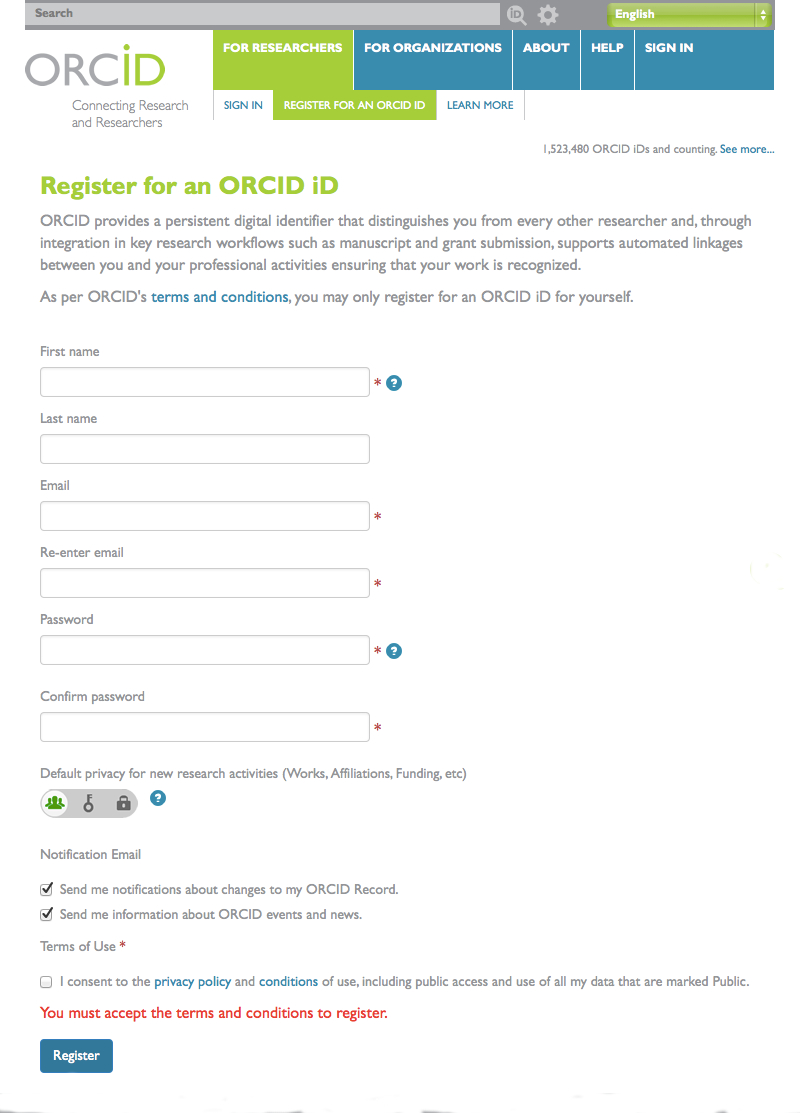 Search
iD
English
ORCiD
Connecting Research
and Researchers
FOR RESEARCHERS
FOR ORGANIZATIONS
ABOUT
HELP
SIGN IN
SIGN IN
REGISTER FOR AN ORCID ID
LEARN MORE
1,523,480 ORCID iDs and counting. See more...
Register for an ORCID iD
ORCID provides a persistent digital identifier that distinguishes you from every other researcher and, through
integration in key research workflows such as manuscript and grant submission, supports automated linkages
between you and your professional activities ensuring that your work is recognized.
As per ORCID's terms and conditions, you may only register for an ORCID iD for yourself.
First name
* ?
Last name
Email
*
Re-enter email
*
Password
* ?
Confirm password
*
Default privacy for new research activities (Works, Affiliations, Funding, etc)
?
Notification Email
Send me notifications about changes to my ORCID Record.
Send me information about ORCID events and news.
Terms of Use *
I consent to the privacy policy and conditions of use, including public access and use of all my data that are marked Public.
You must accept the terms and conditions to register.
Register